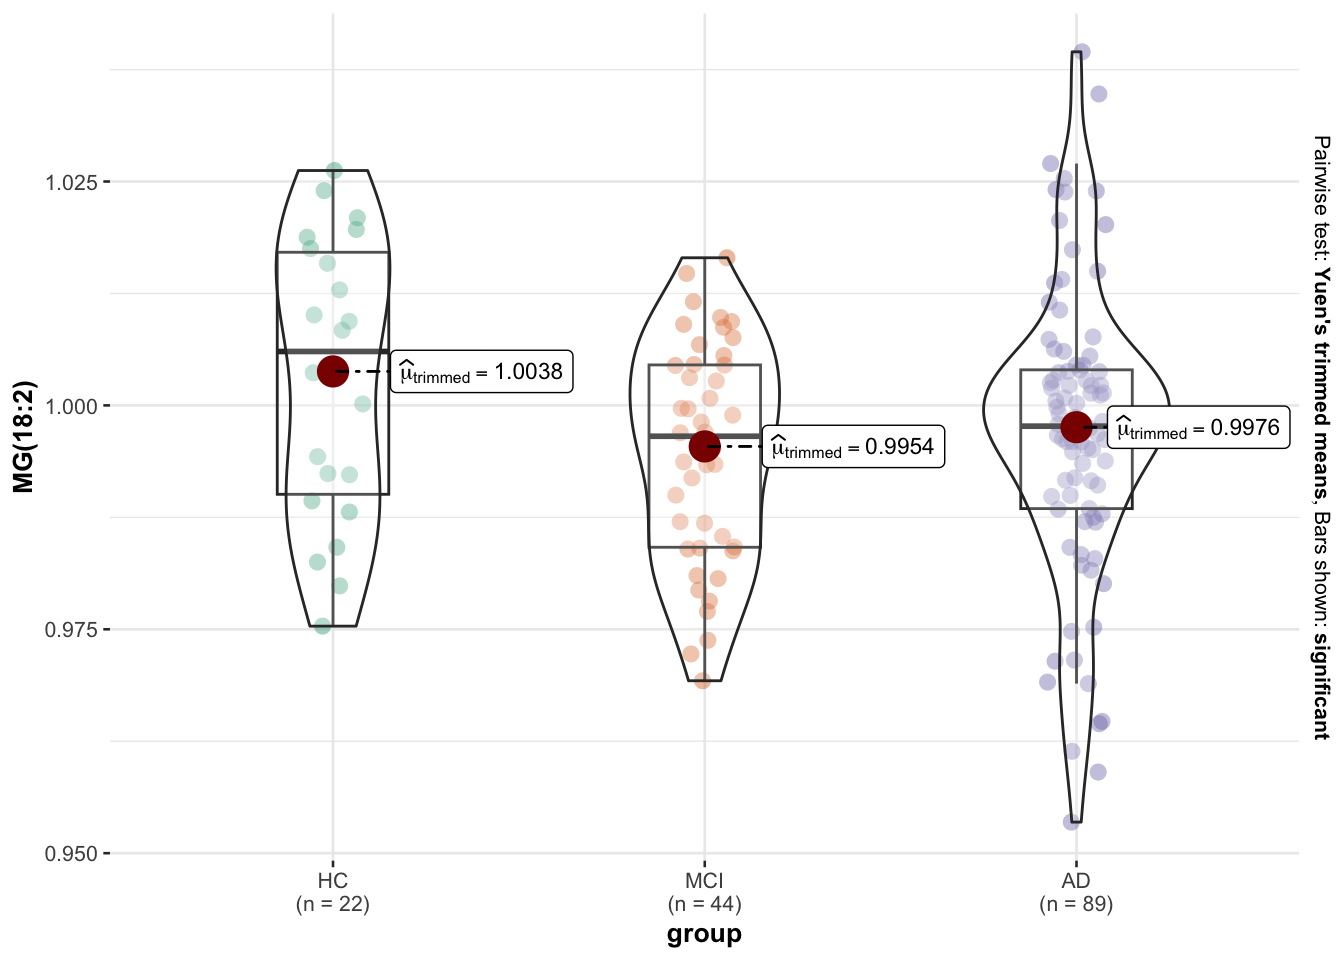 MG(18:2)
1.025
1.000
0.975
0.950
μ̂trimmed = 1.0038
μ̂trimmed = 0.9954
μ̂trimmed = 0.9976
HC
(n = 22)
MCI
(n = 44)
AD
(n = 89)
group
Pairwise test: Yuen's trimmed means, Bars shown: significant